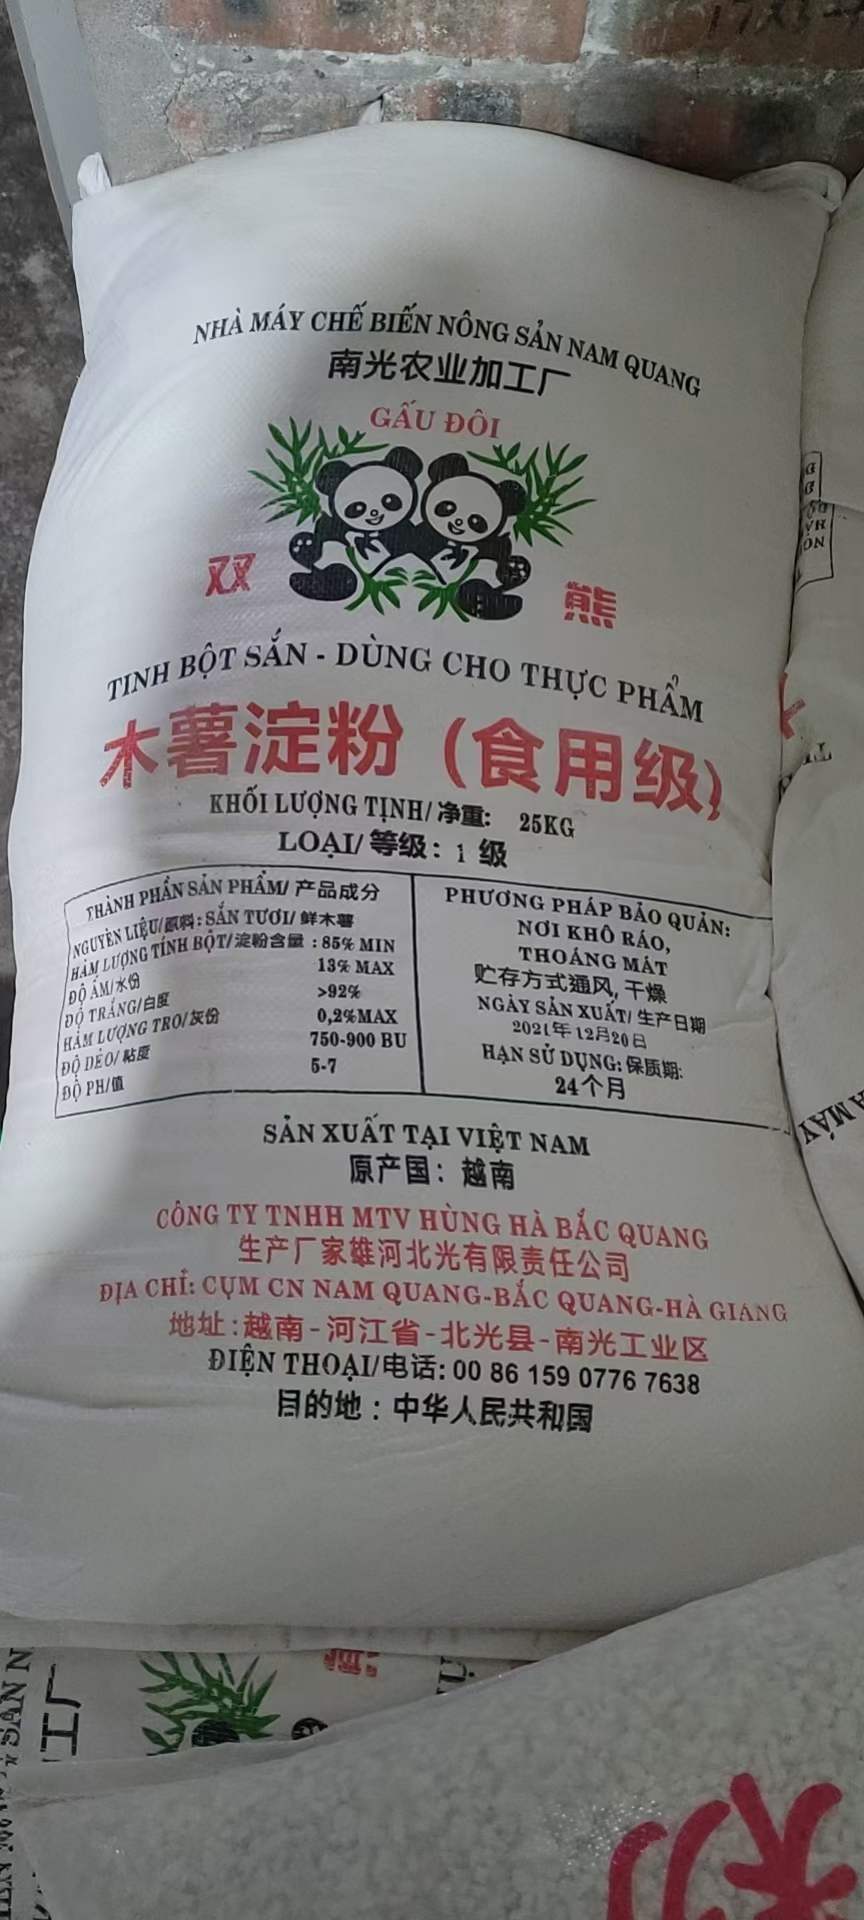 NHÀ MÁY CHẾ BIẾN NÔNG SẢN NAM QUANG
南光农业加工厂
GẤU ĐÔI
双 熊
TINH BỘT SẮN - DÙNG CHO THỰC PHẨM
木薯淀粉 (食用级)
KHỐI LƯỢNG TỊNH/净重: 25KG
LOẠI/等级: 1 级
THÀNH PHẦN SẢN PHẨM/产品成分
NGUYÊN LIỆU/原料: SẮN TƯƠI/鲜木薯
HÀM LƯỢNG TINH BỘT/淀粉含量: 85% MIN
ĐỘ ẨM/水份 13% MAX
ĐỘ TRẮNG/白度 >92%
HÀM LƯỢNG TRO/灰份 0,2%MAX
ĐỘ DẺO/粘度 750-900 BU
ĐỘ PH/值 5-7
PHƯƠNG PHÁP BẢO QUẢN:
NƠI KHÔ RÁO,
THOÁNG MÁT
贮存方式通风,干燥
NGÀY SẢN XUẤT/生产日期
2021年12月20日
HẠN SỬ DỤNG: 保质期:
24个月
SẢN XUẤT TẠI VIỆT NAM
原产国: 越南
CÔNG TY TNHH MTV HÙNG HÀ BẮC QUANG
生产厂家雄河北光有限责任公司
ĐỊA CHỈ: CỤM CN NAM QUANG-BẮC QUANG-HÀ GIANG
地址:越南-河江省-北光县-南光工业区
ĐIỆN THOẠI/电话: 00 86 159 0776 7638
目的地:中华人民共和国
A MÁY
SẢN N
工厂
粉